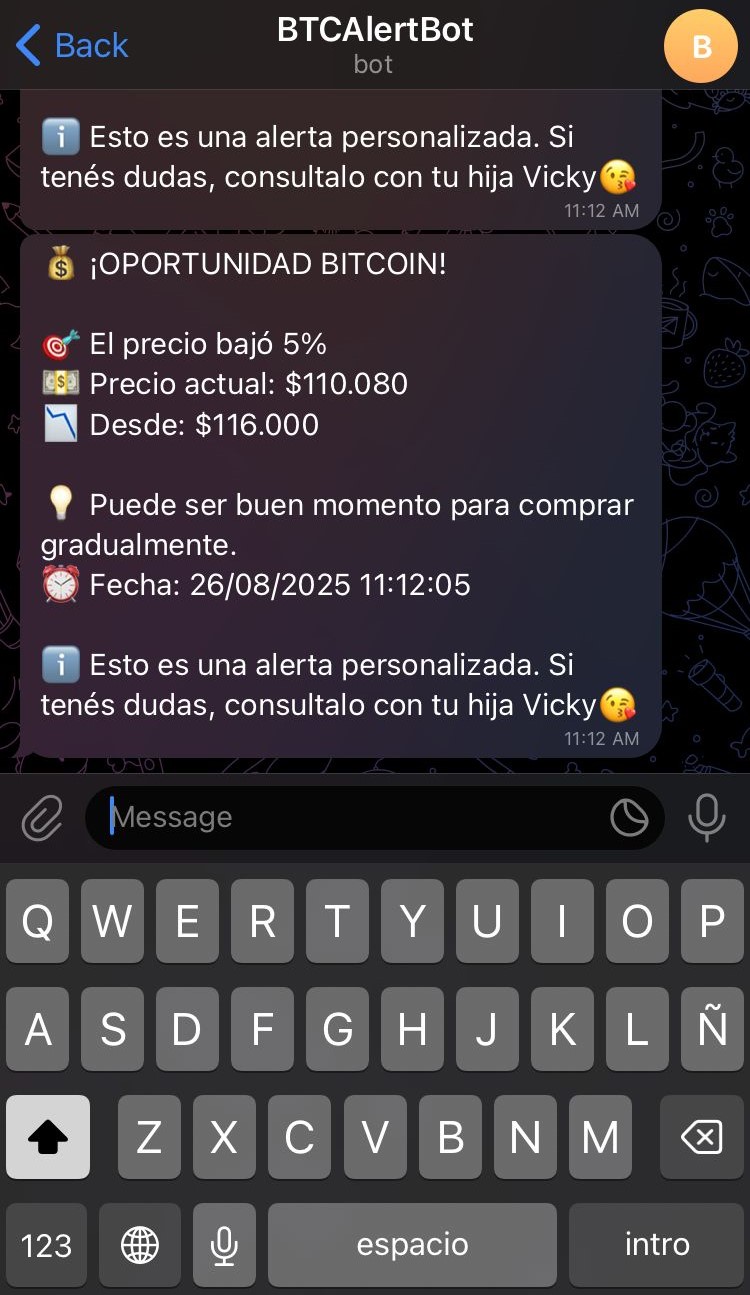 Back
BTCAlertBot
bot
B
ℹ️ Esto es una alerta personalizada. Si
tenés dudas, consultalo con tu hija Vicky😘
11:12 AM
💰 ¡OPORTUNIDAD BITCOIN!
🎯 El precio bajó 5%
💵 Precio actual: $110.080
📉 Desde: $116.000
💡 Puede ser buen momento para comprar
gradualmente.
⏰ Fecha: 26/08/2025 11:12:05
ℹ️ Esto es una alerta personalizada. Si
tenés dudas, consultalo con tu hija Vicky😘
11:12 AM
Message
Q W E R T Y U I O P
A S D F G H J K L Ñ
Z X C V B N M
123 espacio intro